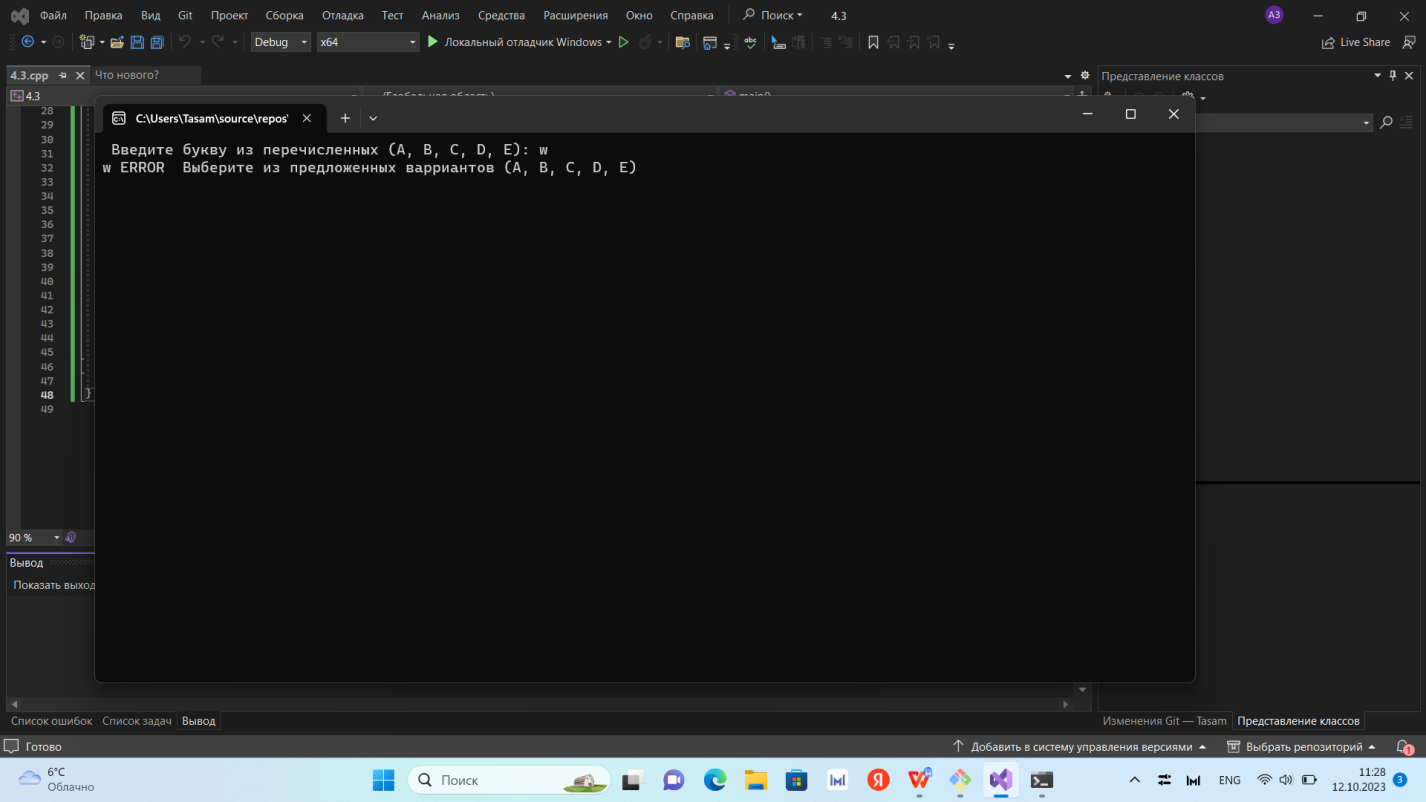 Файл Правка Вид Git Проект Сборка Отладка Тест Анализ Средства Расширения Окно Справка Поиск 4.3 АЗ
Debug x64 Локальный отладчик Windows Live Share
4.3.cpp Что нового? Представление классов
4.3 main()
C:\Users\Tasam\source\repos'
Введите букву из перечисленных (A, B, C, D, E): w
w ERROR Выберите из предложенных варриантов (A, B, C, D, E)
28
29
30
31
32
33
34
35
36
37
38
39
40
41
42
43
44
45
46
47
48 }
49
90 %
Вывод
Показать выход
Список ошибок Список задач Вывод Изменения Git — Tasam Представление классов
Готово Добавить в систему управления версиями Выбрать репозиторий 1
6°C
Облачно
Поиск
ENG
11:28
12.10.2023
3